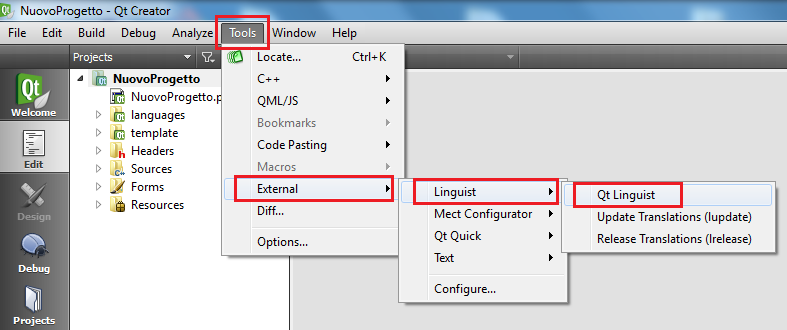 NuovoProgetto - Qt Creator
File Edit Build Debug Analyze Tools Window Help
Projects
Locate... Ctrl+K
C++
QML/JS
Bookmarks
Code Pasting
Macros
External
Diff...
Options...
NuovoProgetto
NuovoProgetto.p
languages
template
Headers
Sources
Forms
Resources
Qt
Welcome
Edit
Design
Debug
Projects
Linguist
Mect Configurator
Qt Quick
Text
Configure...
Qt Linguist
Update Translations (lupdate)
Release Translations (lrelease)